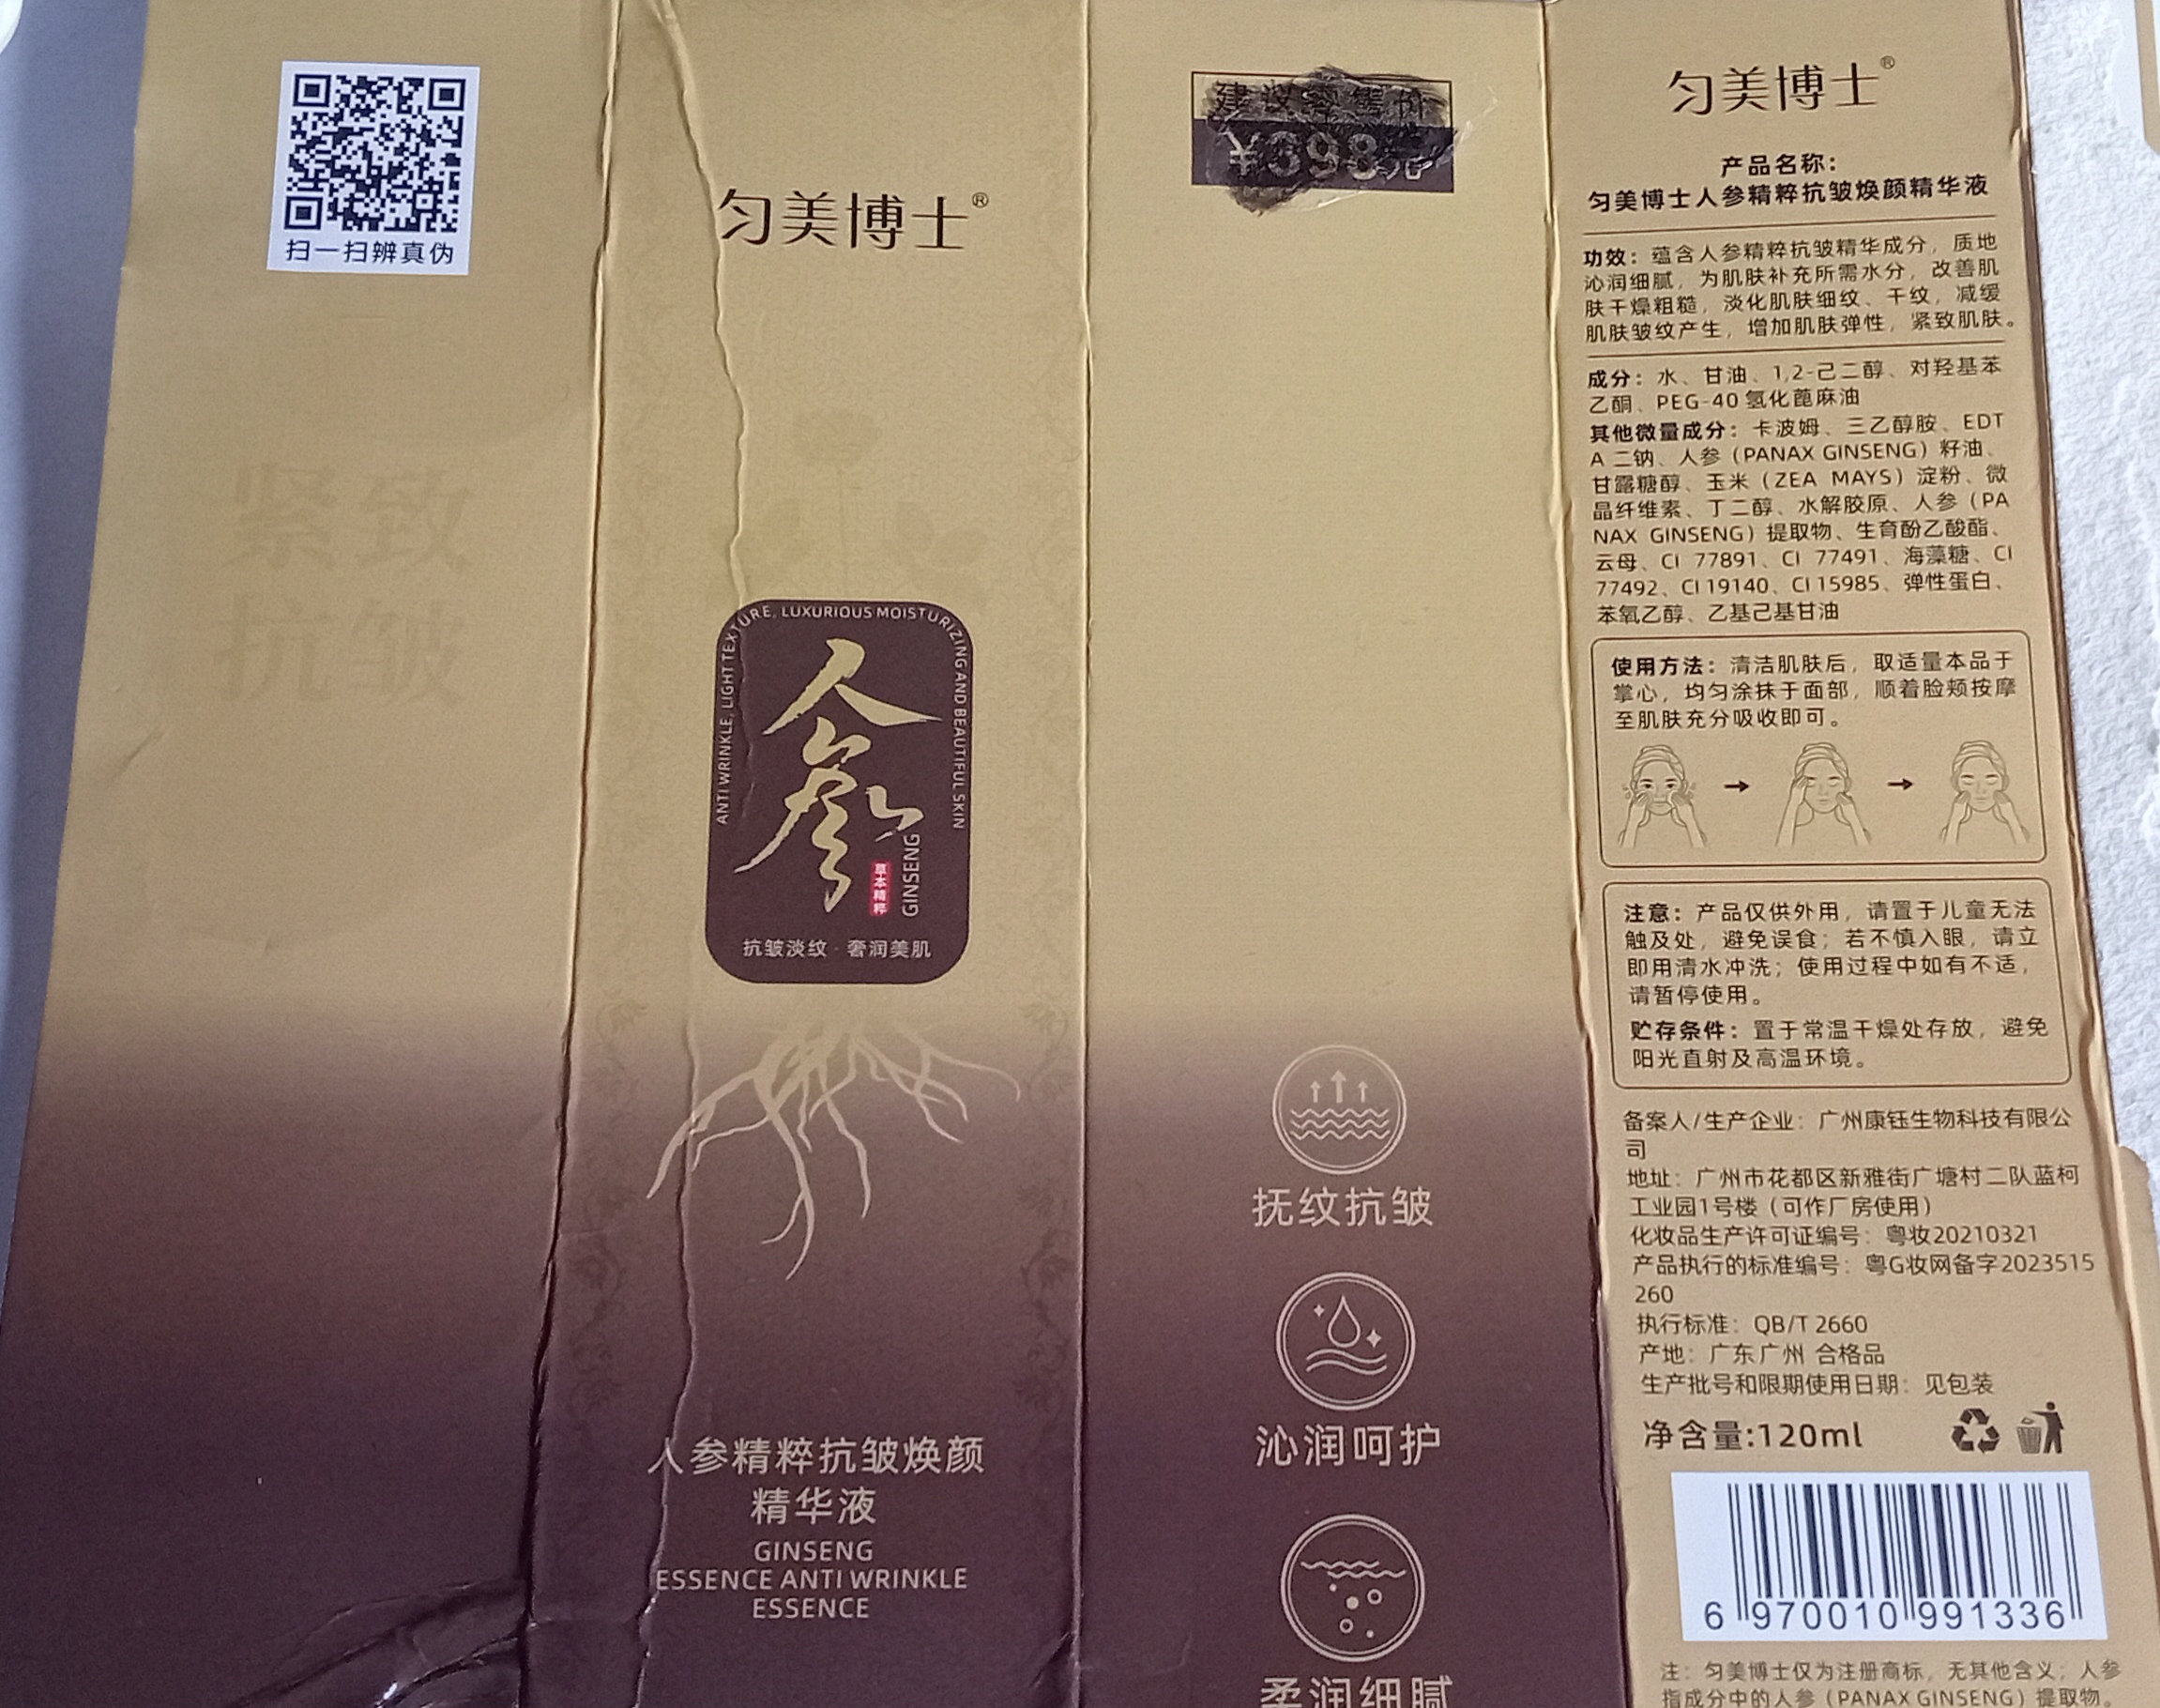 扫一扫辨真伪
紧致
抗皱
匀美博士®
ANTI WRINKLE, LIGHT TEXTURE, LUXURIOUS MOISTURIZING AND BEAUTIFUL SKIN
人参
草本精粹
GINSENG
抗皱淡纹·奢润美肌
人参精粹抗皱焕颜
精华液
GINSENG
ESSENCE ANTI WRINKLE
ESSENCE
建议零售价
抚纹抗皱
沁润呵护
柔润细腻
匀美博士®
产品名称：
匀美博士人参精粹抗皱焕颜精华液
功效：蕴含人参精粹抗皱精华成分，质地
沁润细腻，为肌肤补充所需水分，改善肌
肤干燥粗糙，淡化肌肤细纹、干纹，减缓
肌肤皱纹产生，增加肌肤弹性，紧致肌肤。
成分：水、甘油、1,2-己二醇、对羟基苯
乙酮、PEG-40 氢化蓖麻油
其他微量成分：卡波姆、三乙醇胺、EDT
A 二钠、人参（PANAX GINSENG）籽油、
甘露糖醇、玉米（ZEA MAYS）淀粉、微
晶纤维素、丁二醇、水解胶原、人参（PA
NAX GINSENG）提取物、生育酚乙酸酯、
云母、CI 77891、CI 77491、海藻糖、CI
77492、CI 19140、CI 15985、弹性蛋白、
苯氧乙醇、乙基己基甘油
使用方法：清洁肌肤后，取适量本品于
掌心，均匀涂抹于面部，顺着脸颊按摩
至肌肤充分吸收即可。
注意：产品仅供外用，请置于儿童无法
触及处，避免误食；若不慎入眼，请立
即用清水冲洗；使用过程中如有不适，
请暂停使用。
贮存条件：置于常温干燥处存放，避免
阳光直射及高温环境。
备案人/生产企业：广州康钰生物科技有限公
司
地址：广州市花都区新雅街广塘村二队蓝柯
工业园1号楼（可作厂房使用）
化妆品生产许可证编号：粤妆20210321
产品执行的标准编号：粤G妆网备字2023515
260
执行标准：QB/T 2660
产地：广东广州 合格品
生产批号和限期使用日期：见包装
净含量:120ml
6 970010 991336
注：匀美博士仅为注册商标，无其他含义；人参
指成分中的人参（PANAX GINSENG）提取物。